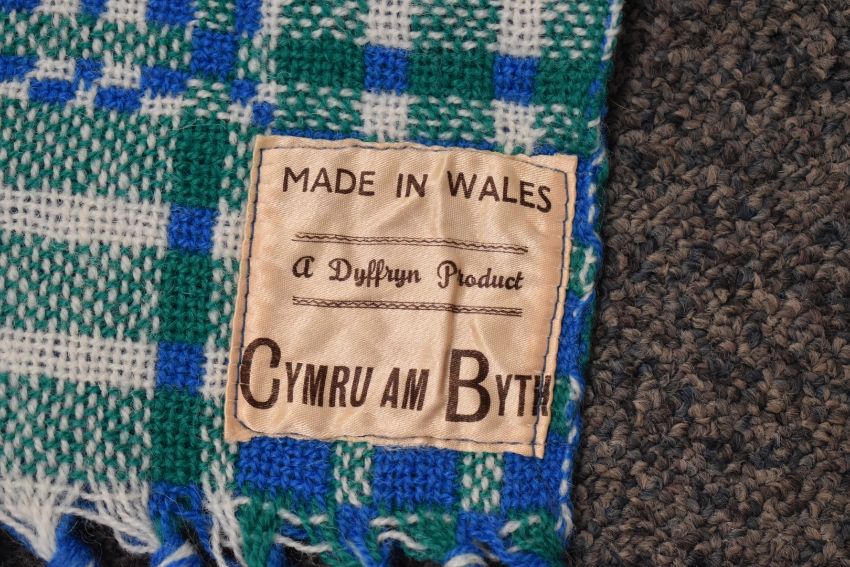 MADE IN WALES
A Dyffryn Product
CYMRU AM BYTH